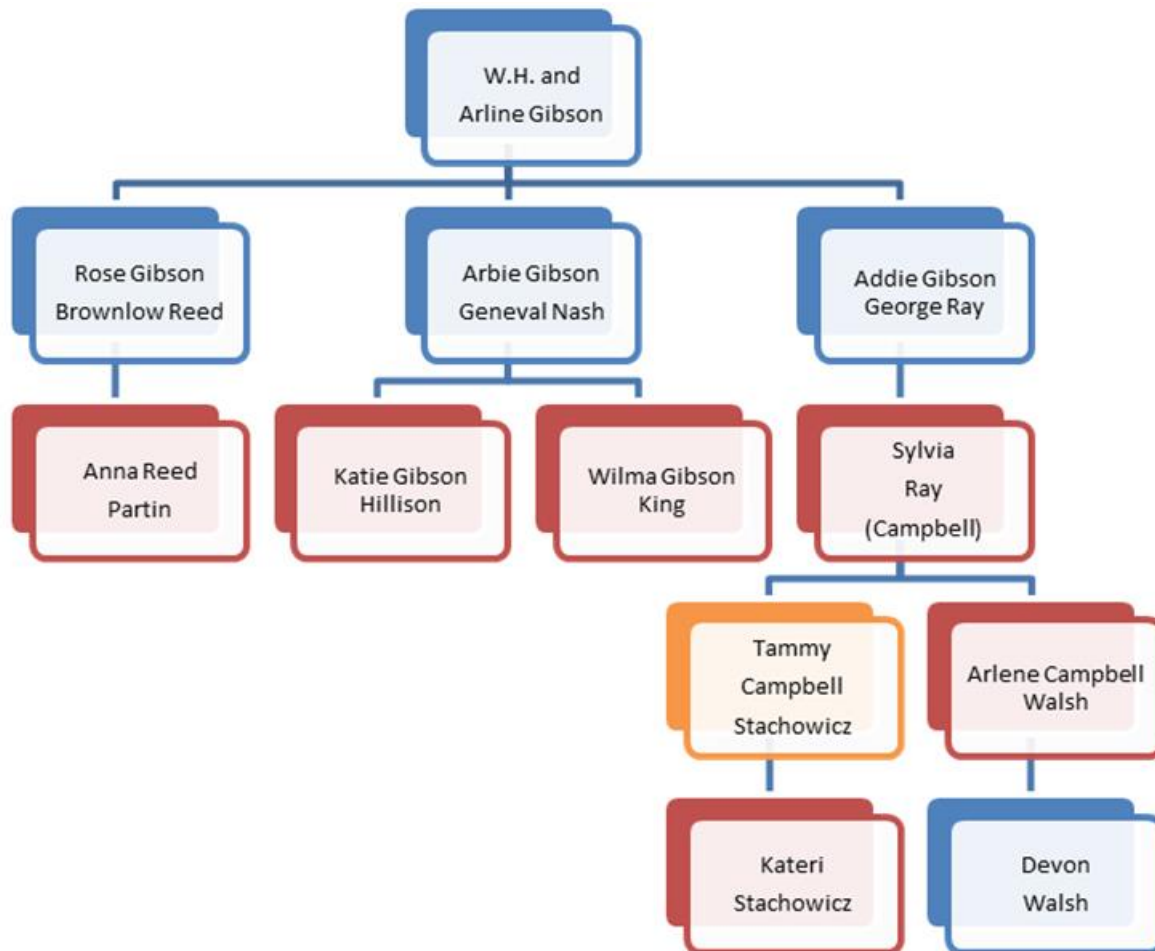 W.H. and
Arline Gibson
Rose Gibson
Brownlow Reed
Arbie Gibson
Geneval Nash
Addie Gibson
George Ray
Anna Reed
Partin
Katie Gibson
Hillison
Wilma Gibson
King
Sylvia
Ray
(Campbell)
Tammy
Campbell
Stachowicz
Arlene Campbell
Walsh
Kateri
Stachowicz
Devon
Walsh